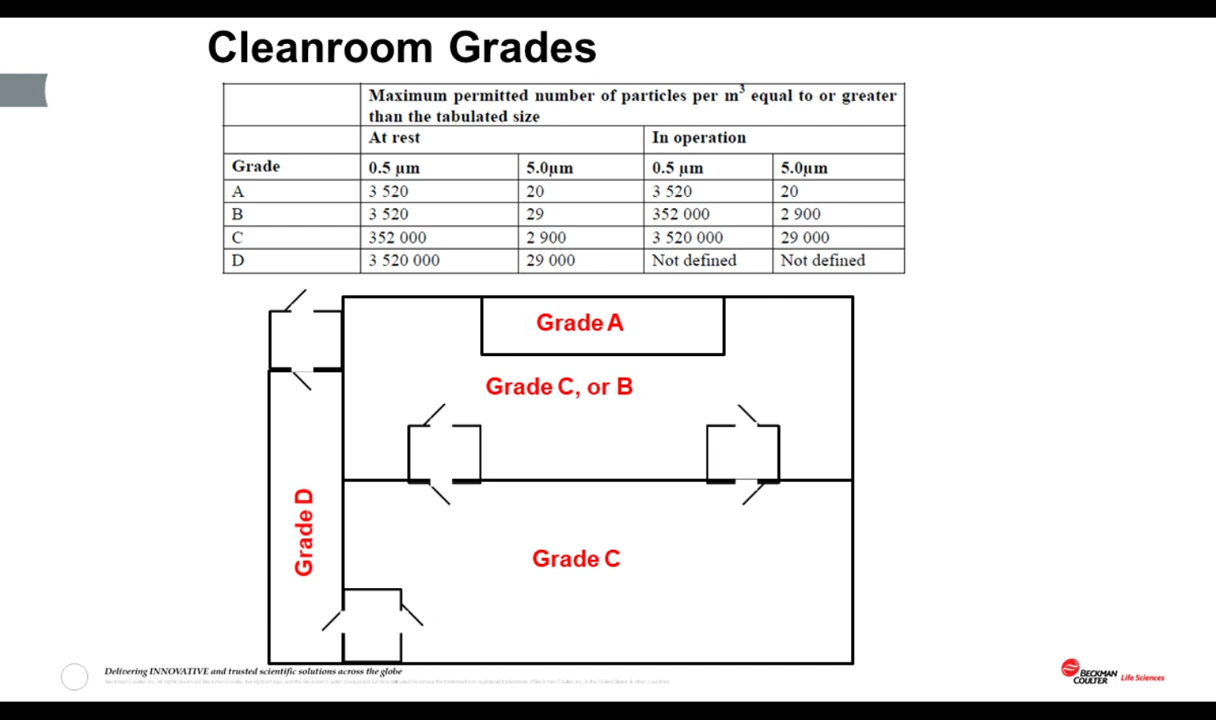 Cleanroom Grades
Maximum permitted number of particles per m³ equal to or greater
than the tabulated size
At rest In operation
Grade 0.5 µm 5.0µm 0.5 µm 5.0µm
A 3 520 20 3 520 20
B 3 520 29 352 000 2 900
C 352 000 2 900 3 520 000 29 000
D 3 520 000 29 000 Not defined Not defined
Grade A
Grade C, or B
Grade D
Grade C
Delivering INNOVATIVE and trusted scientific solutions across the globe
BECKMAN
COULTER Life Sciences